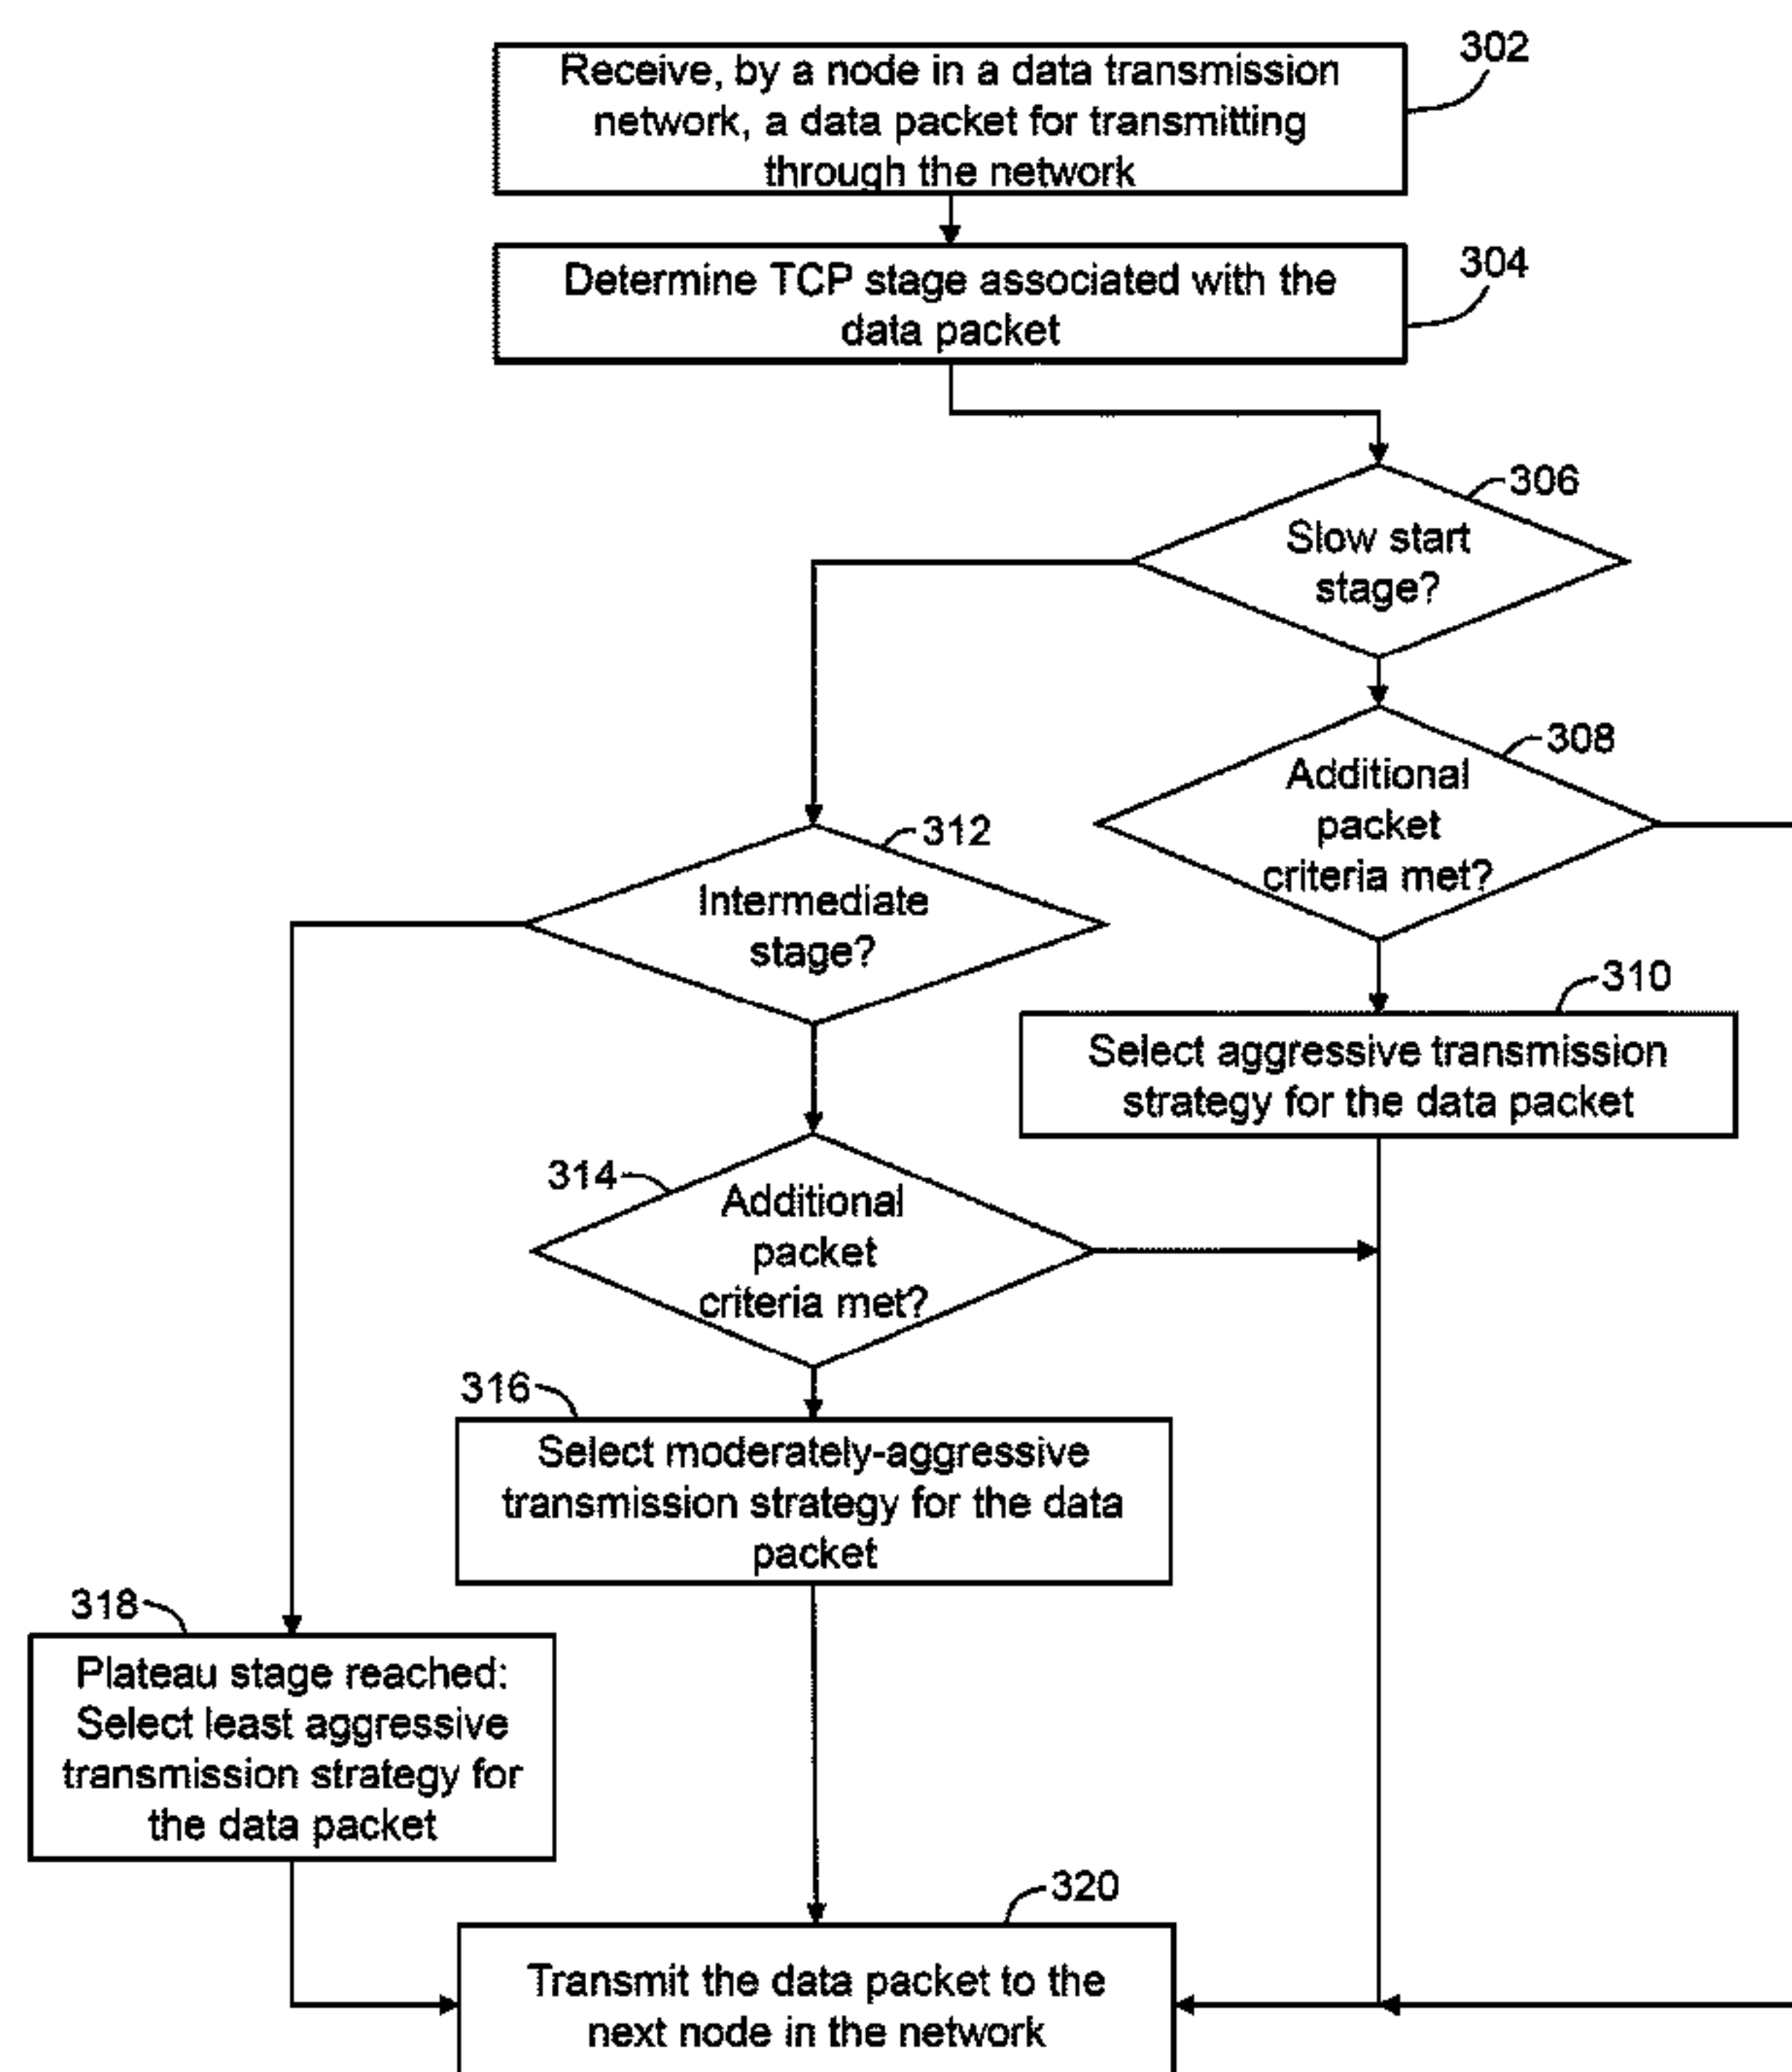 302
Receive, by a node in a data transmission
network, a data packet for transmitting
through the network
304
Determine TCP stage associated with the
data packet
306
Slow start
stage?
308
Additional
packet
criteria met?
312
Intermediate
stage?
310
Select aggressive transmission
strategy for the data packet
314
Additional
packet
criteria met?
316
Select moderately-aggressive
transmission strategy for the data
packet
318
Plateau stage reached:
Select least aggressive
transmission strategy for
the data packet
320
Transmit the data packet to the
next node in the network